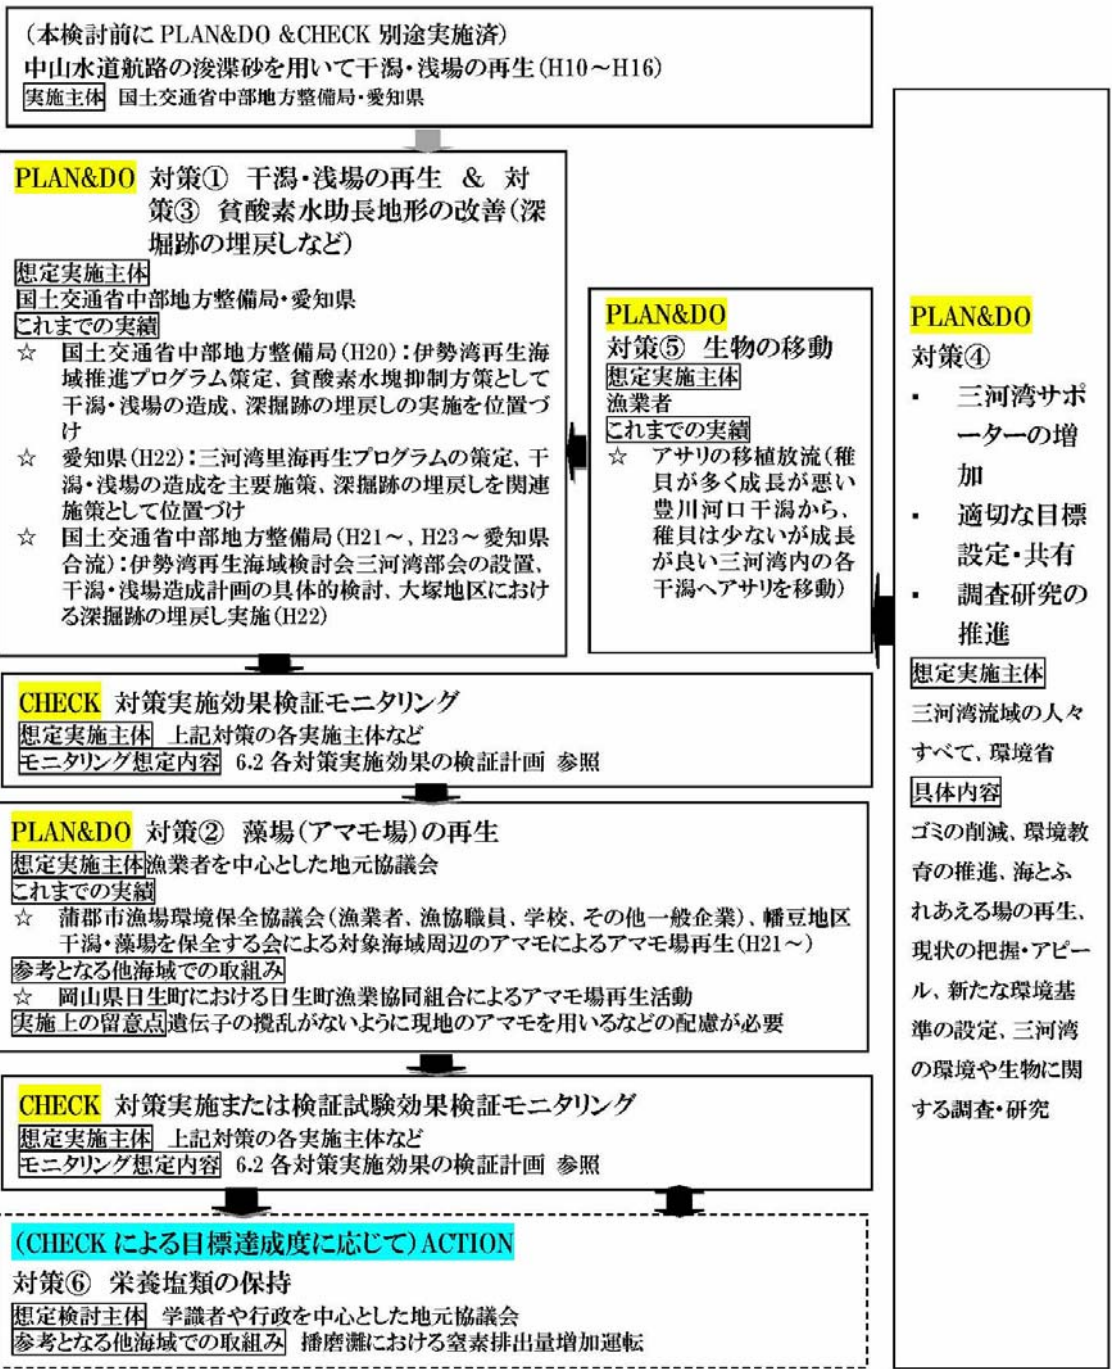 (本検討前に PLAN&DO &CHECK 別途実施済)
中山水道航路の浚渫砂を用いて干潟・浅場の再生(H10～H16)
実施主体 国土交通省中部地方整備局・愛知県
PLAN&DO 対策① 干潟・浅場の再生 & 対
策③ 貧酸素水助長地形の改善(深
堀跡の埋戻しなど)
想定実施主体
国土交通省中部地方整備局・愛知県
これまでの実績
☆ 国土交通省中部地方整備局(H20):伊勢湾再生海
域推進プログラム策定、貧酸素水塊抑制方策として
干潟・浅場の造成、深掘跡の埋戻しの実施を位置づ
け
☆ 愛知県(H22):三河湾里海再生プログラムの策定、干
潟・浅場の造成を主要施策、深掘跡の埋戻しを関連
施策として位置づけ
☆ 国土交通省中部地方整備局(H21～、H23～愛知県
合流):伊勢湾再生海域検討会三河湾部会の設置、
干潟・浅場造成計画の具体的検討、大塚地区におけ
る深掘跡の埋戻し実施(H22)
PLAN&DO
対策⑤ 生物の移動
想定実施主体
漁業者
これまでの実績
☆ アサリの移植放流(稚
貝が多く成長が悪い
豊川河口干潟から、
稚貝は少ないが成長
が良い三河湾内の各
干潟へアサリを移動)
PLAN&DO
対策④
▪ 三河湾サポ
ーターの増
加
▪ 適切な目標
設定・共有
▪ 調査研究の
推進
想定実施主体
三河湾流域の人々
すべて、環境省
具体内容
ゴミの削減、環境教
育の推進、海とふ
れあえる場の再生、
現状の把握・アピー
ル、新たな環境基
準の設定、三河湾
の環境や生物に関
する調査・研究
CHECK 対策実施効果検証モニタリング
想定実施主体 上記対策の各実施主体など
モニタリング想定内容 6.2 各対策実施効果の検証計画 参照
PLAN&DO 対策② 藻場(アマモ場)の再生
想定実施主体漁業者を中心とした地元協議会
これまでの実績
☆ 蒲郡市漁場環境保全協議会(漁業者、漁協職員、学校、その他一般企業)、幡豆地区
干潟・藻場を保全する会による対象海域周辺のアマモによるアマモ場再生(H21～)
参考となる他海域での取組み
☆ 岡山県日生町における日生町漁業協同組合によるアマモ場再生活動
実施上の留意点遺伝子の攪乱がないように現地のアマモを用いるなどの配慮が必要
CHECK 対策実施または検証試験効果検証モニタリング
想定実施主体 上記対策の各実施主体など
モニタリング想定内容 6.2 各対策実施効果の検証計画 参照
(CHECK による目標達成度に応じて)ACTION
対策⑥ 栄養塩類の保持
想定検討主体 学識者や行政を中心とした地元協議会
参考となる他海域での取組み 播磨灘における窒素排出量増加運転